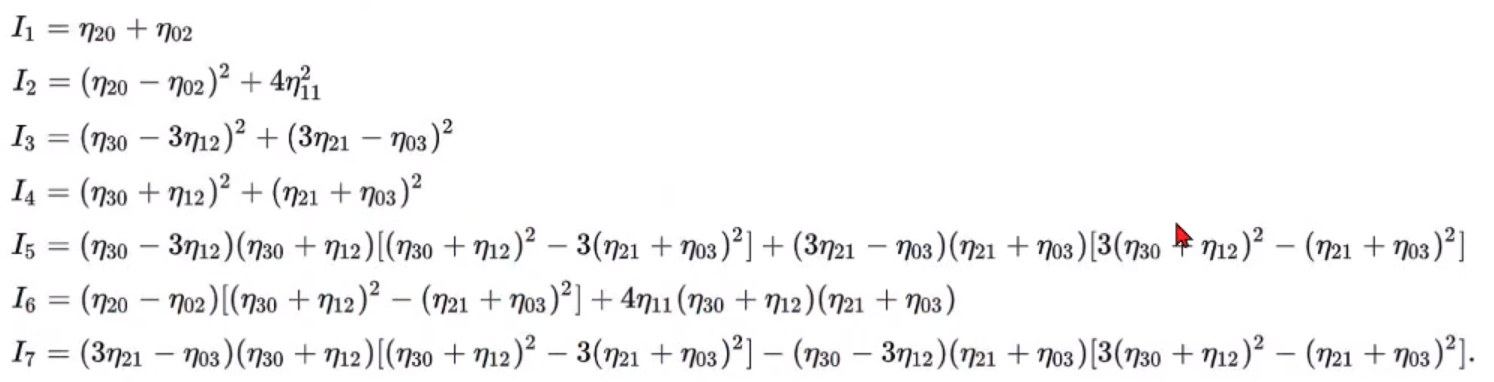 I₁ = η₂₀ + η₀₂
I₂ = (η₂₀ − η₀₂)² + 4η₁₁²
I₃ = (η₃₀ − 3η₁₂)² + (3η₂₁ − η₀₃)²
I₄ = (η₃₀ + η₁₂)² + (η₂₁ + η₀₃)²
I₅ = (η₃₀ − 3η₁₂)(η₃₀ + η₁₂)[(η₃₀ + η₁₂)² − 3(η₂₁ + η₀₃)²] + (3η₂₁ − η₀₃)(η₂₁ + η₀₃)[3(η₃₀ + η₁₂)² − (η₂₁ + η₀₃)²]
I₆ = (η₂₀ − η₀₂)[(η₃₀ + η₁₂)² − (η₂₁ + η₀₃)²] + 4η₁₁(η₃₀ + η₁₂)(η₂₁ + η₀₃)
I₇ = (3η₂₁ − η₀₃)(η₃₀ + η₁₂)[(η₃₀ + η₁₂)² − 3(η₂₁ + η₀₃)²] − (η₃₀ − 3η₁₂)(η₂₁ + η₀₃)[3(η₃₀ + η₁₂)² − (η₂₁ + η₀₃)²].